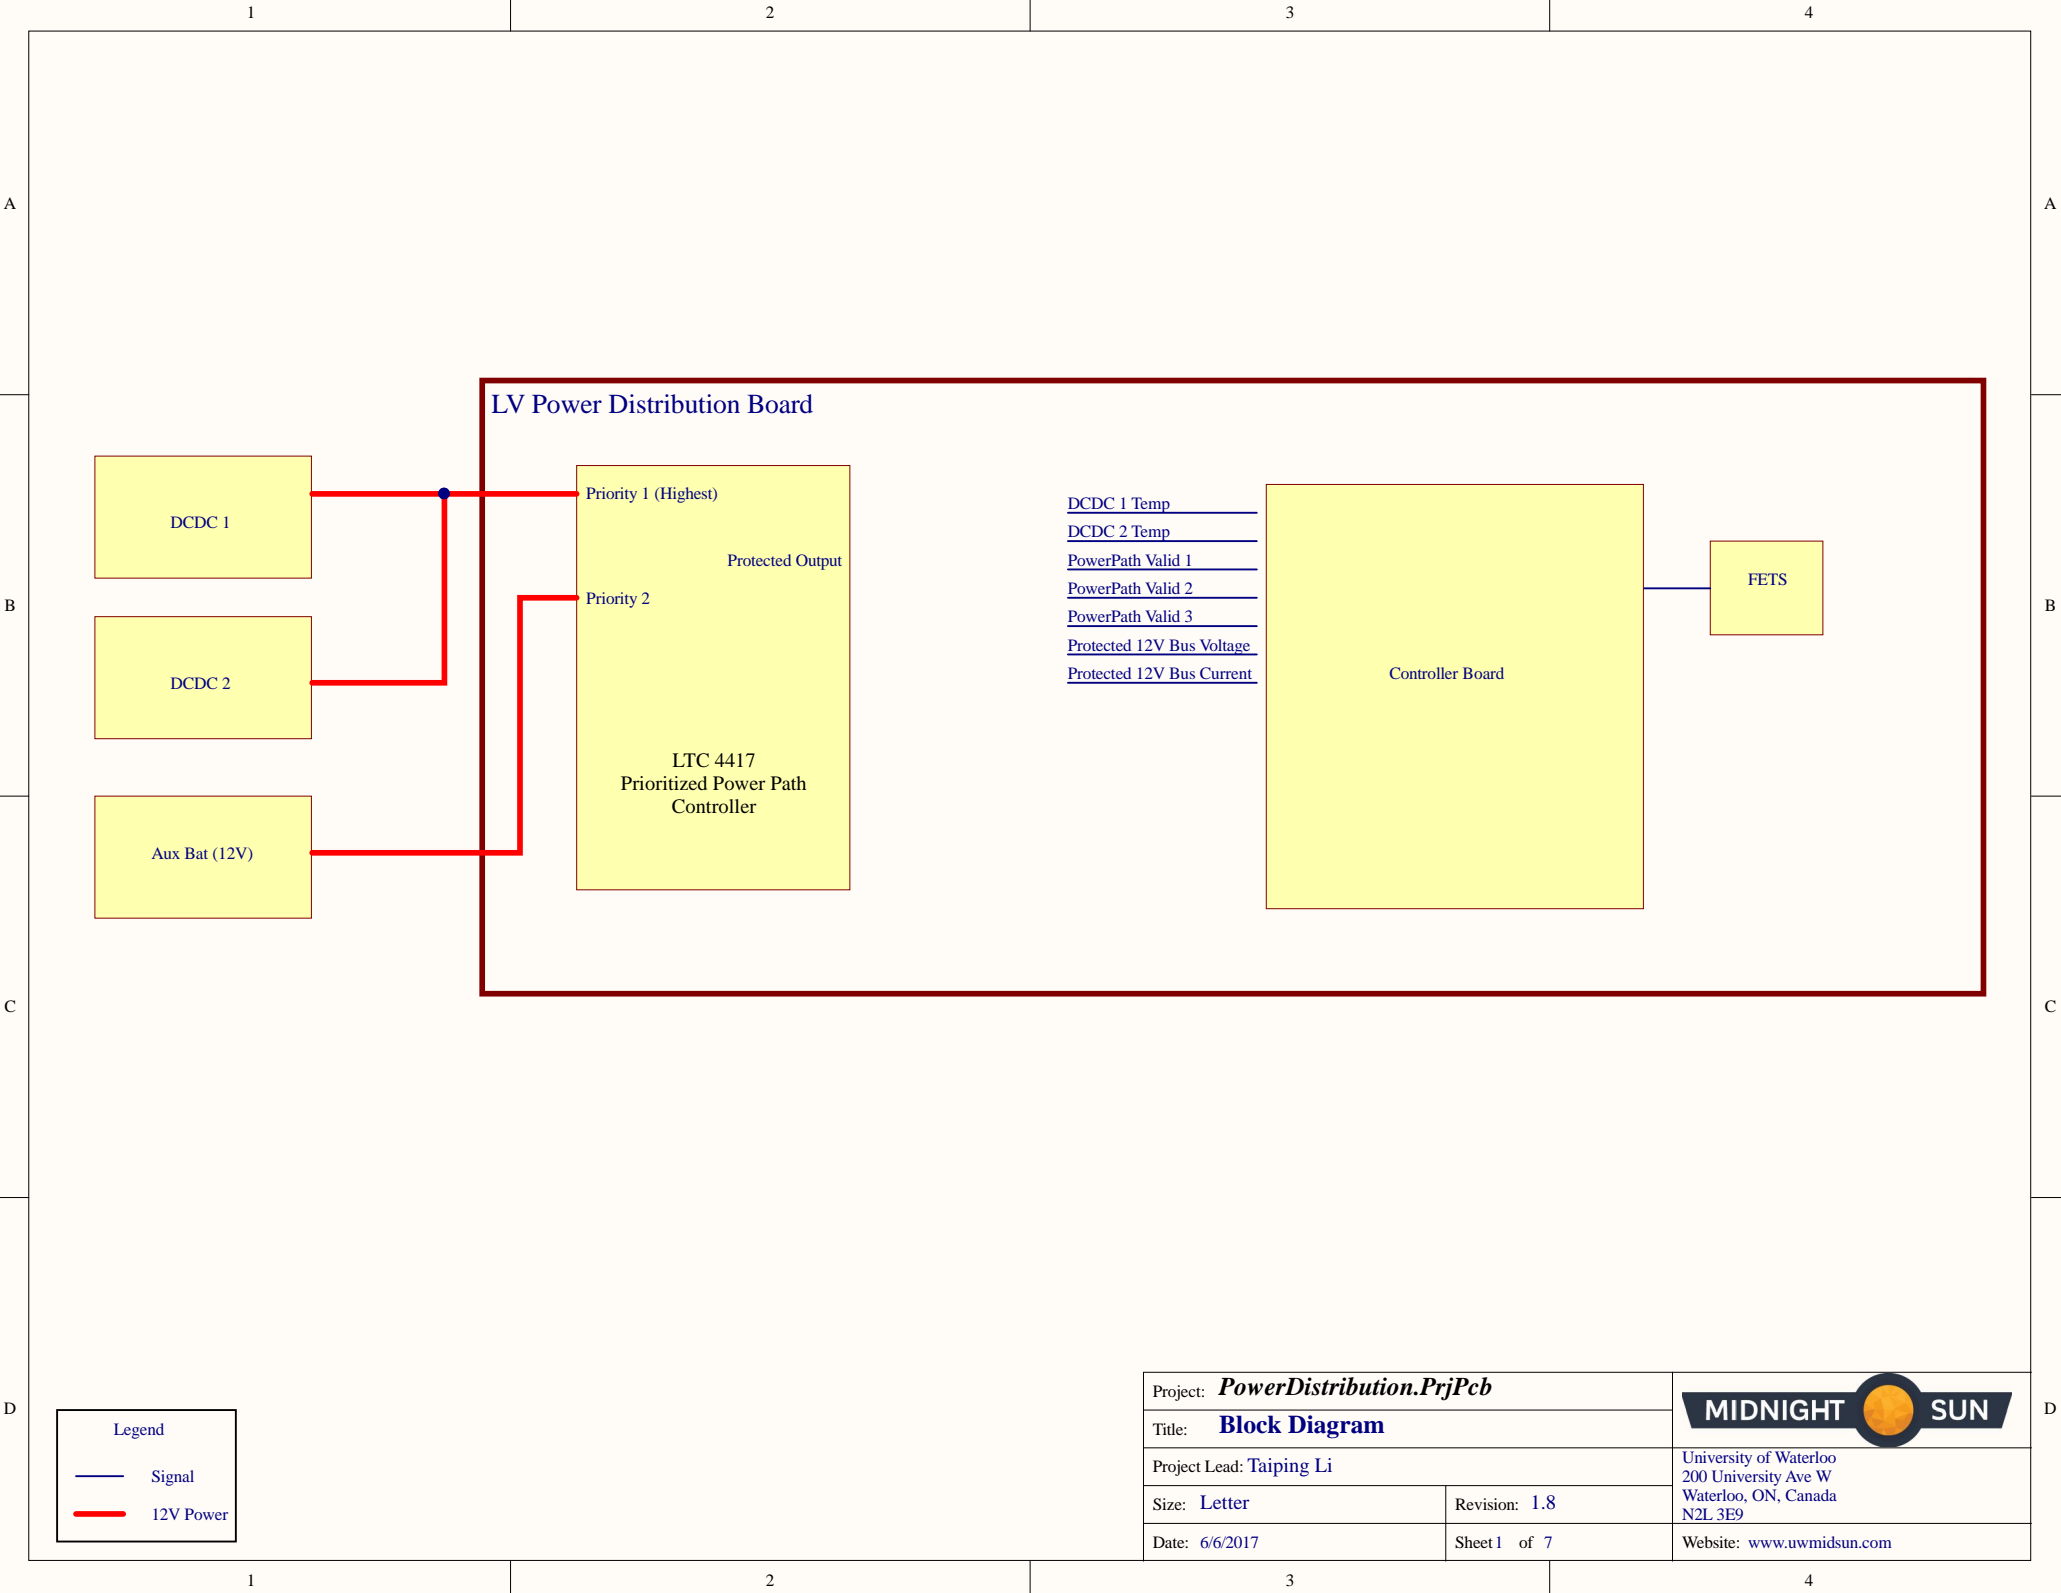 1 2 3 4
A A
LV Power Distribution Board
DCDC 1
Priority 1 (Highest)
DCDC 1 Temp
DCDC 2 Temp
Protected Output
PowerPath Valid 1
FETS
B B
Priority 2
PowerPath Valid 2
PowerPath Valid 3
Protected 12V Bus Voltage
Protected 12V Bus Current
Controller Board
DCDC 2
LTC 4417
Prioritized Power Path
Controller
Aux Bat (12V)
C C
D D
Legend
Signal
12V Power
Project: PowerDistribution.PrjPcb
Title: Block Diagram
Project Lead: Taiping Li
Size: Letter
Revision: 1.8
Date: 6/6/2017
Sheet 1 of 7
MIDNIGHT SUN
University of Waterloo
200 University Ave W
Waterloo, ON, Canada
N2L 3E9
Website: www.uwmidsun.com
1 2 3 4